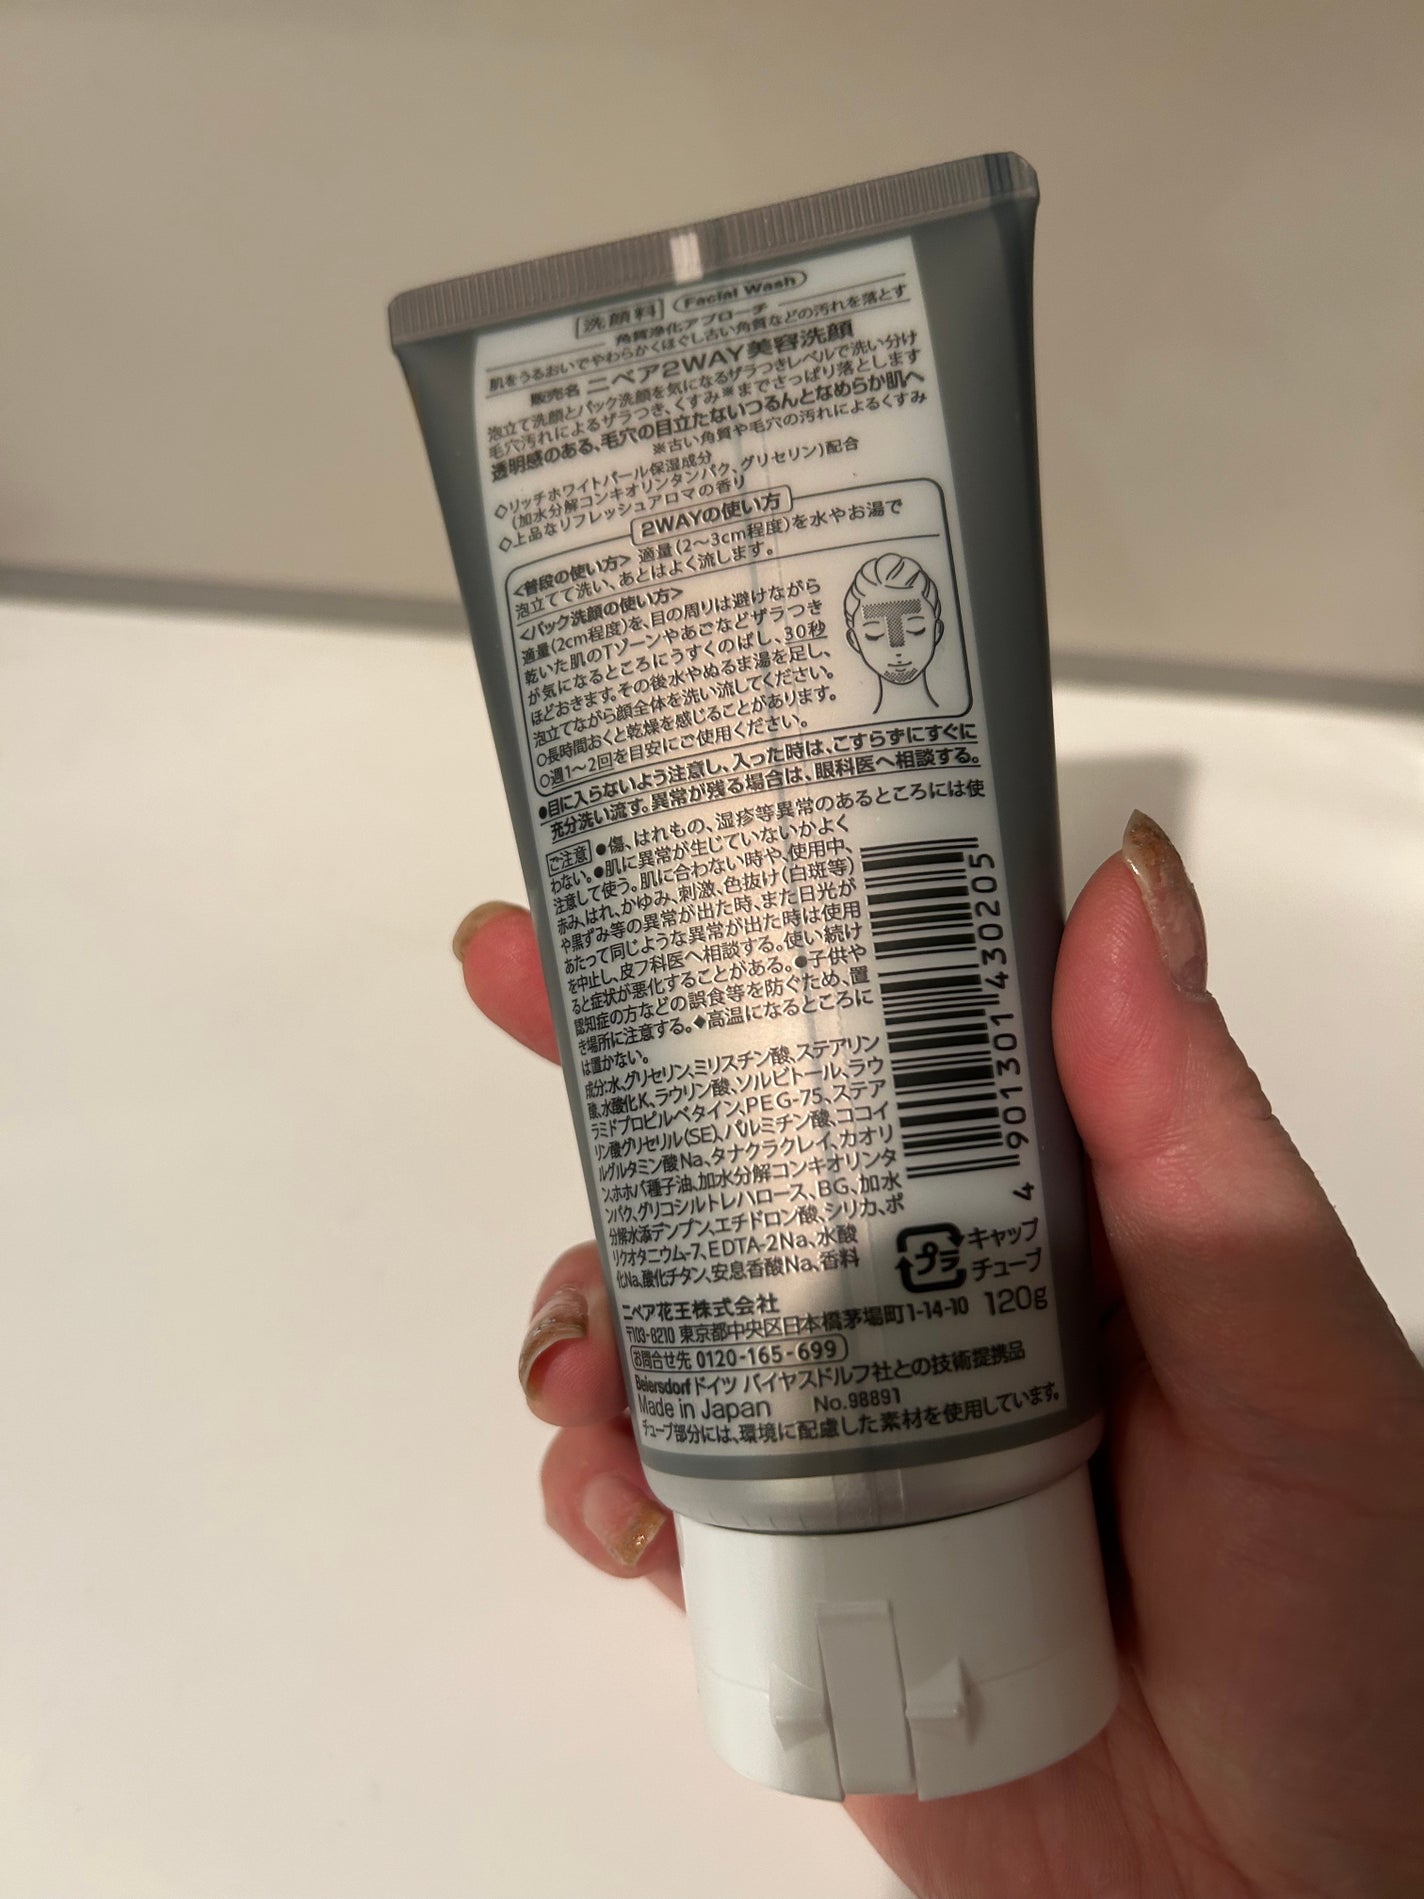 洗顔料 Facial Wash
角質浄化アプローチ
肌をうるおいでやわらかくほぐし古い角質などの汚れを落とす
販売名 ニベア2WAY美容洗顔
泡立て洗顔とパック洗顔を気になるザラつきレベルで洗い分け
毛穴汚れによるザラつき、くすみ※までさっぱり落とします
透明感のある、毛穴の目立たないつるんとなめらか肌へ
※古い角質や毛穴の汚れによるくすみ
◇リッチホワイトパール保湿成分
(加水分解コンキオリンタンパク、グリセリン)配合
◇上品なリフレッシュアロマの香り
2WAYの使い方
<普段の使い方> 適量(2〜3cm程度)を水やお湯で
泡立てて洗い、あとはよく流します。
<パック洗顔の使い方>
適量(2cm程度)を、目の周りは避けながら
乾いた肌のTゾーンやあごなどザラつき
が気になるところにうすくのばし、30秒
ほどおきます。その後水やぬるま湯を足し、
泡立てながら顔全体を洗い流してください。
○長時間おくと乾燥を感じることがあります。
○週1〜2回を目安にご使用ください。
●目に入らないよう注意し、入った時は、こすらずにすぐに
充分洗い流す。異常が残る場合は、眼科医へ相談する。
ご注意 ●傷、はれもの、湿疹等異常のあるところには使
わない。●肌に異常が生じていないかよく
注意して使う。肌に合わない時や、使用中、
赤み、はれ、かゆみ、刺激、色抜け(白斑等)
や黒ずみ等の異常が出た時、また日光が
あたって同じような異常が出た時は使用
を中止し、皮フ科医へ相談する。使い続け
ると症状が悪化することがある。●子供や
認知症の方などの誤食等を防ぐため、置
き場所に注意する。◆高温になるところに
は置かない。
成分:水、グリセリン、ミリスチン酸、ステアリン
酸、水酸化K、ラウリン酸、ソルビトール、ラウ
ラミドプロピルベタイン、PEG-75、ステア
リン酸グリセリル(SE)、パルミチン酸、ココイ
ルグルタミン酸Na、タナクラクレイ、カオリ
ン、ホホバ種子油、加水分解コンキオリンタ
ンパク、グリコシルトレハロース、BG、加水
分解水添デンプン、エチドロン酸、シリカ、ポ
リクオタニウム-7、EDTA-2Na、水酸
化Na、酸化チタン、安息香酸Na、香料
4 901301 430205
プラ キャップ
チューブ
120g
ニベア花王株式会社
〒103-8210 東京都中央区日本橋茅場町1-14-10
お問合せ先 0120-165-699
Beiersdorf ドイツ バイヤスドルフ社との技術提携品
Made in Japan No.98891
チューブ部分には、環境に配慮した素材を使用しています。